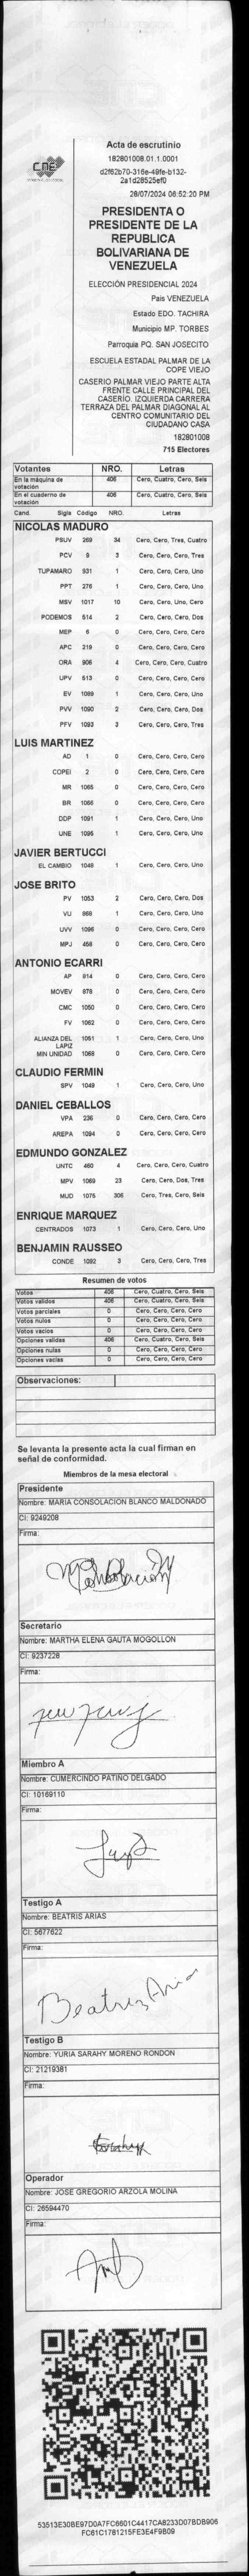 CNE
Acta de escrutinio
182801008.01.1.0001
d2f62b70-316e-49fe-b132-
2a1d28525ef0
28/07/2024 06:52:20 PM
PRESIDENTA O
PRESIDENTE DE LA
REPUBLICA
BOLIVARIANA DE
VENEZUELA
ELECCIÓN PRESIDENCIAL 2024
Pais VENEZUELA
Estado EDO. TACHIRA
Municipio MP. TORBES
Parroquia PQ. SAN JOSECITO
ESCUELA ESTADAL PALMAR DE LA
COPE VIEJO
CASERIO PALMAR VIEJO PARTE ALTA
FRENTE CALLE PRINCIPAL DEL
CASERIO. IZQUIERDA CARRERA
TERRAZA DEL PALMAR DIAGONAL AL
CENTRO COMUNITARIO DEL
CIUDADANO CASA
182801008
715 Electores
Votantes NRO. Letras
En la máquina de votación 406 Cero, Cuatro, Cero, Seis
En el cuaderno de votación 406 Cero, Cuatro, Cero, Seis
Cand. Sigla Código NRO. Letras
NICOLAS MADURO
PSUV 269 34 Cero, Cero, Tres, Cuatro
PCV 9 3 Cero, Cero, Cero, Tres
TUPAMARO 931 1 Cero, Cero, Cero, Uno
PPT 276 1 Cero, Cero, Cero, Uno
MSV 1017 10 Cero, Cero, Uno, Cero
PODEMOS 514 2 Cero, Cero, Cero, Dos
MEP 6 0 Cero, Cero, Cero, Cero
APC 219 0 Cero, Cero, Cero, Cero
ORA 906 4 Cero, Cero, Cero, Cuatro
UPV 513 0 Cero, Cero, Cero, Cero
EV 1089 1 Cero, Cero, Cero, Uno
PVV 1090 2 Cero, Cero, Cero, Dos
PFV 1093 3 Cero, Cero, Cero, Tres
LUIS MARTINEZ
AD 1 0 Cero, Cero, Cero, Cero
COPEI 2 0 Cero, Cero, Cero, Cero
MR 1065 0 Cero, Cero, Cero, Cero
BR 1066 0 Cero, Cero, Cero, Cero
DDP 1091 1 Cero, Cero, Cero, Uno
UNE 1095 1 Cero, Cero, Cero, Uno
JAVIER BERTUCCI
EL CAMBIO 1048 1 Cero, Cero, Cero, Uno
JOSE BRITO
PV 1053 2 Cero, Cero, Cero, Dos
VU 868 1 Cero, Cero, Cero, Uno
UVV 1096 0 Cero, Cero, Cero, Cero
MPJ 458 0 Cero, Cero, Cero, Cero
ANTONIO ECARRI
AP 814 0 Cero, Cero, Cero, Cero
MOVEV 878 0 Cero, Cero, Cero, Cero
CMC 1050 0 Cero, Cero, Cero, Cero
FV 1062 0 Cero, Cero, Cero, Cero
ALIANZA DEL LAPIZ 1051 1 Cero, Cero, Cero, Uno
MIN UNIDAD 1068 0 Cero, Cero, Cero, Cero
CLAUDIO FERMIN
SPV 1049 1 Cero, Cero, Cero, Uno
DANIEL CEBALLOS
VPA 236 0 Cero, Cero, Cero, Cero
AREPA 1094 0 Cero, Cero, Cero, Cero
EDMUNDO GONZALEZ
UNTC 460 4 Cero, Cero, Cero, Cuatro
MPV 1069 23 Cero, Cero, Dos, Tres
MUD 1075 306 Cero, Tres, Cero, Seis
ENRIQUE MARQUEZ
CENTRADOS 1073 1 Cero, Cero, Cero, Uno
BENJAMIN RAUSSEO
CONDE 1092 3 Cero, Cero, Cero, Tres
Resumen de votos
Votos 406 Cero, Cuatro, Cero, Seis
Votos validos 406 Cero, Cuatro, Cero, Seis
Votos parciales 0 Cero, Cero, Cero, Cero
Votos nulos 0 Cero, Cero, Cero, Cero
Votos vacios 0 Cero, Cero, Cero, Cero
Opciones validas 406 Cero, Cuatro, Cero, Seis
Opciones nulas 0 Cero, Cero, Cero, Cero
Opciones vacias 0 Cero, Cero, Cero, Cero
Observaciones:
Se levanta la presente acta la cual firman en
señal de conformidad.
Miembros de la mesa electoral
Presidente
Nombre: MARIA CONSOLACION BLANCO MALDONADO
CI: 9249208
Firma:
Secretario
Nombre: MARTHA ELENA GAUTA MOGOLLON
CI: 9237228
Firma:
Miembro A
Nombre: CUMERCINDO PATINO DELGADO
CI: 10169110
Firma:
Testigo A
Nombre: BEATRIS ARIAS
CI: 5677622
Firma:
Beatriz Aria
Testigo B
Nombre: YURIA SARAHY MORENO RONDON
CI: 21219381
Firma:
Operador
Nombre: JOSE GREGORIO ARZOLA MOLINA
CI: 26594470
Firma:
53513E30BE97D0A7FC6601C4417CA8233D07BDB906
FC61C1781215FE3E4F9B09